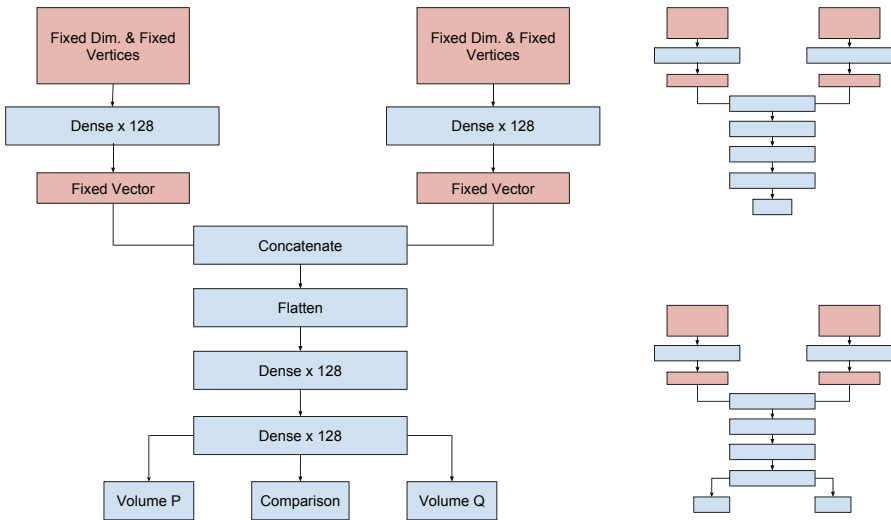 Fixed Dim. & Fixed
Vertices
Fixed Dim. & Fixed
Vertices
Dense x 128
Dense x 128
Fixed Vector
Fixed Vector
Concatenate
Flatten
Dense x 128
Dense x 128
Volume P
Comparison
Volume Q